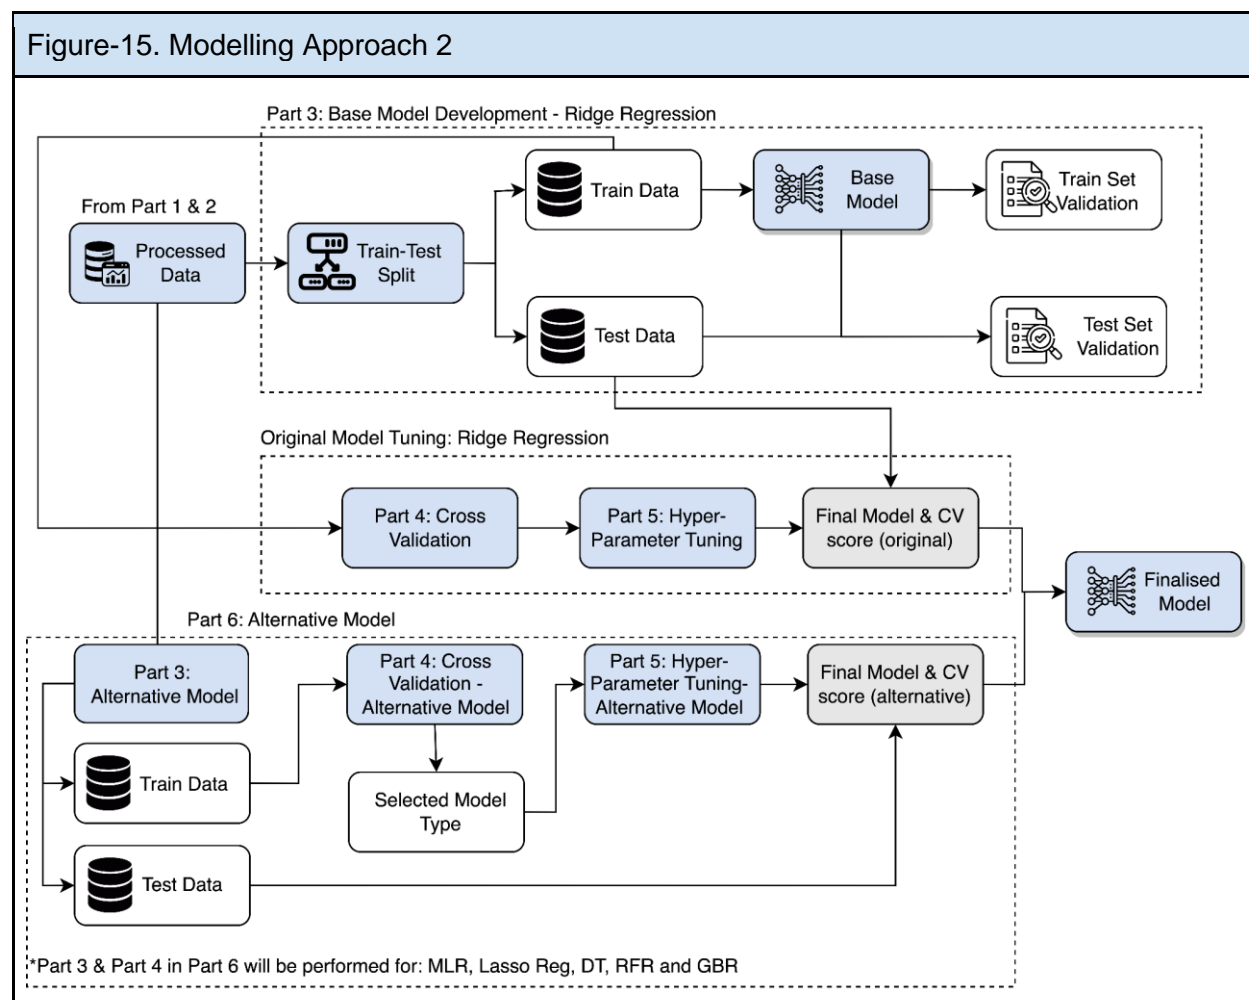 Figure-15. Modelling Approach 2
Part 3: Base Model Development - Ridge Regression
Train Data
Base
Model
Train Set
Validation
From Part 1 & 2
Processed
Data
Train-Test
Split
Test Data
Test Set
Validation
Original Model Tuning: Ridge Regression
Part 4: Cross
Validation
Part 5: Hyper-
Parameter Tuning
Final Model & CV
score (original)
Finalised
Model
Part 6: Alternative Model
Part 3:
Alternative Model
Part 4: Cross
Validation -
Alternative Model
Part 5: Hyper-
Parameter Tuning-
Alternative Model
Final Model & CV
score (alternative)
Train Data
Selected Model
Type
Test Data
*Part 3 & Part 4 in Part 6 will be performed for: MLR, Lasso Reg, DT, RFR and GBR